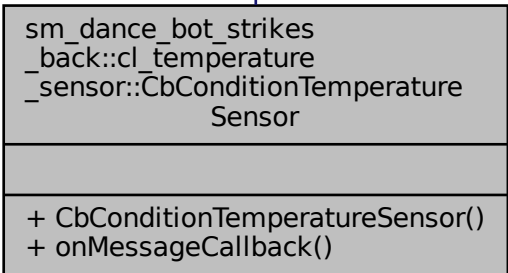 sm_dance_bot_strikes
_back::cl_temperature
_sensor::CbConditionTemperature
Sensor
+ CbConditionTemperatureSensor()
+ onMessageCallback()